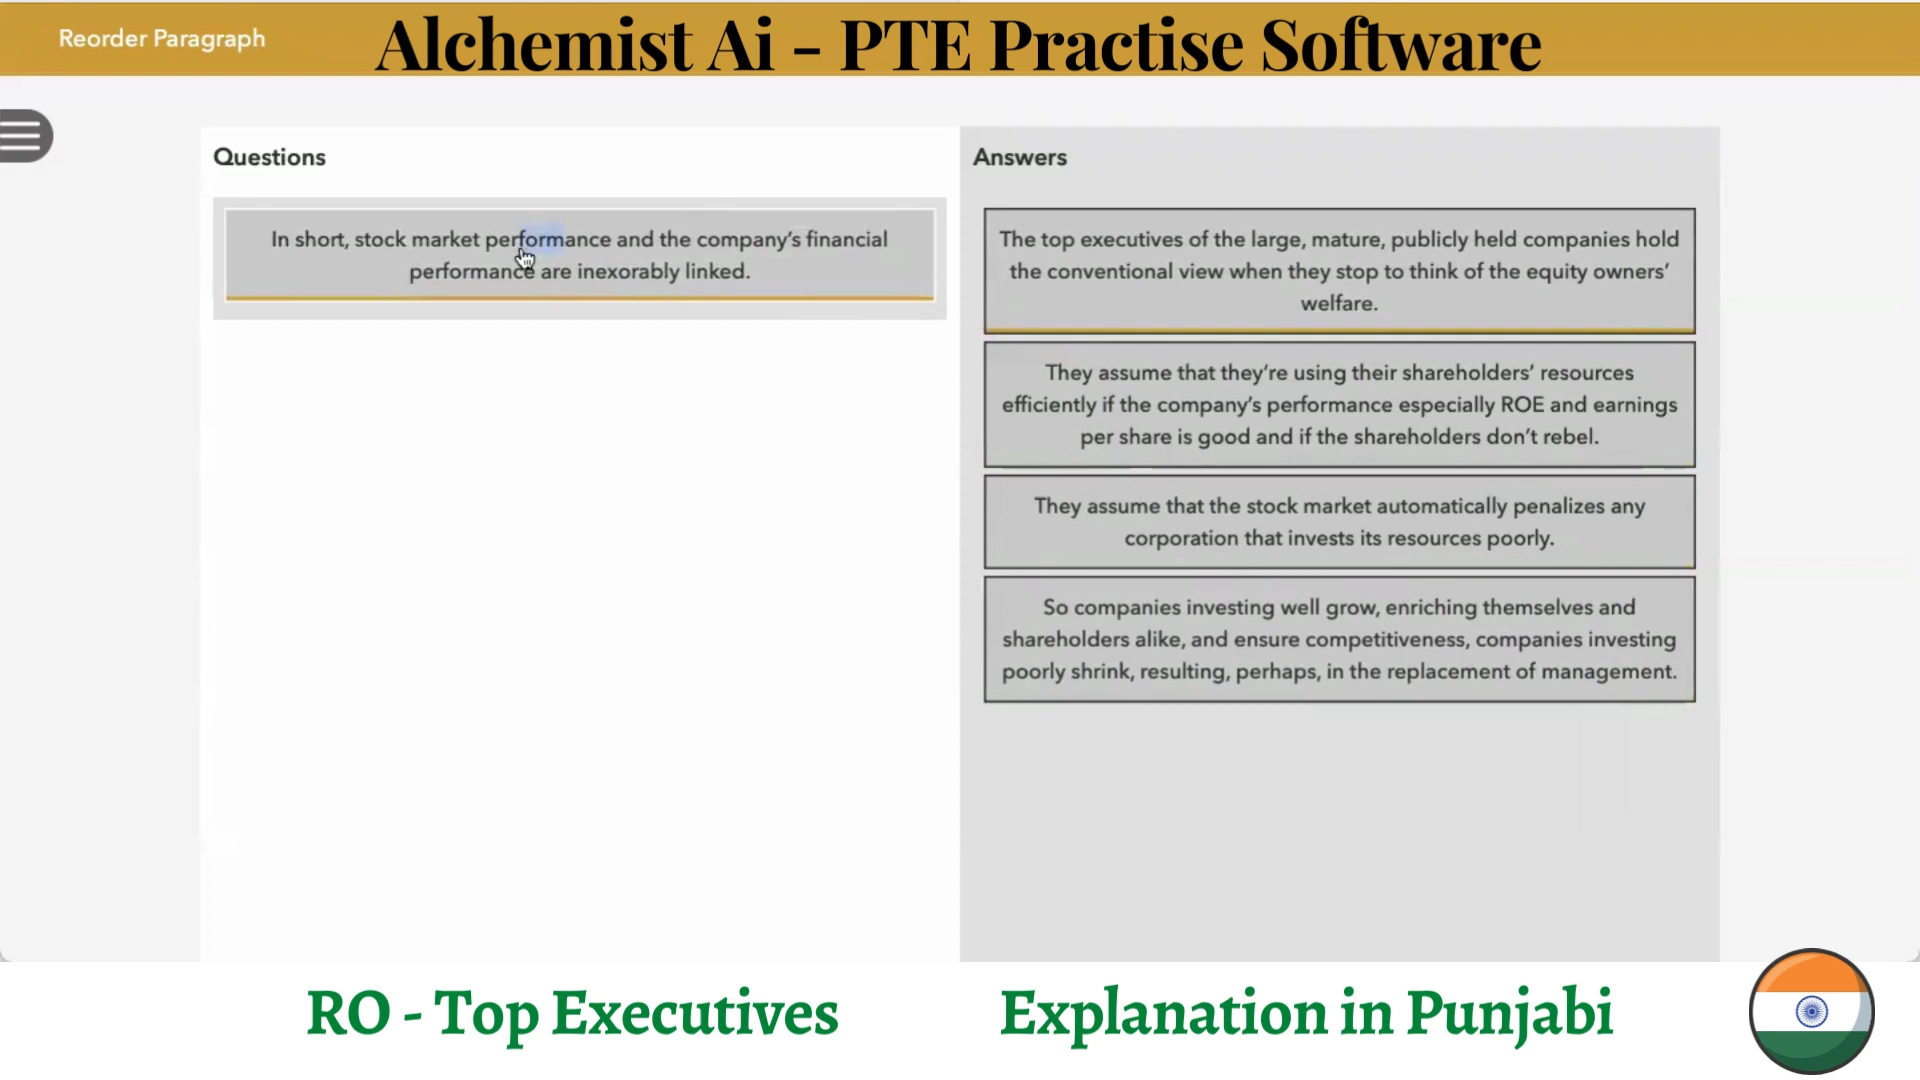 Reorder Paragraph
Alchemist Ai - PTE Practise Software
Questions
In short, stock market performance and the company's financial
performance are inexorably linked.
Answers
The top executives of the large, mature, publicly held companies hold
the conventional view when they stop to think of the equity owners'
welfare.
They assume that they're using their shareholders' resources
efficiently if the company's performance especially ROE and earnings
per share is good and if the shareholders don't rebel.
They assume that the stock market automatically penalizes any
corporation that invests its resources poorly.
So companies investing well grow, enriching themselves and
shareholders alike, and ensure competitiveness, companies investing
poorly shrink, resulting, perhaps, in the replacement of management.
RO - Top Executives
Explanation in Punjabi